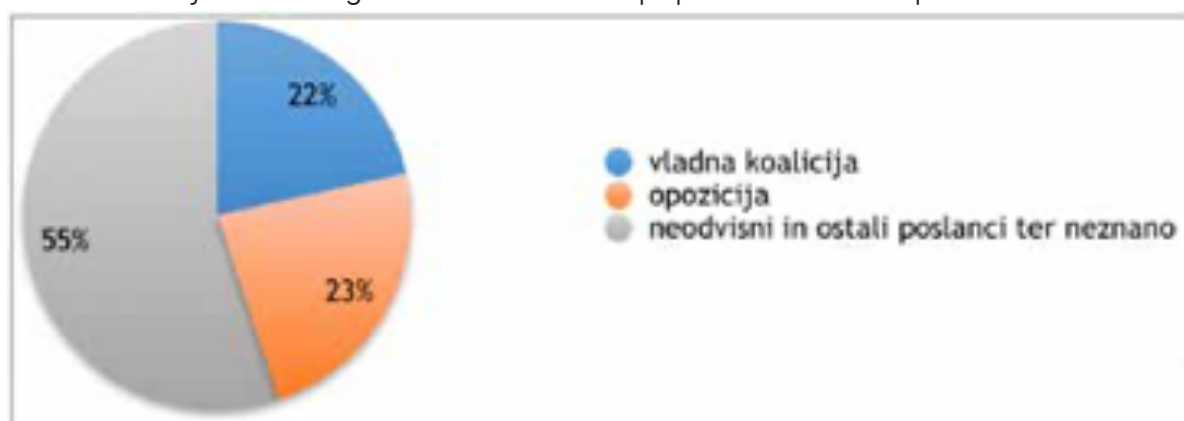 22%
55%
23%
vladna koalicija
opozicija
neodvisni in ostali poslanci ter neznano